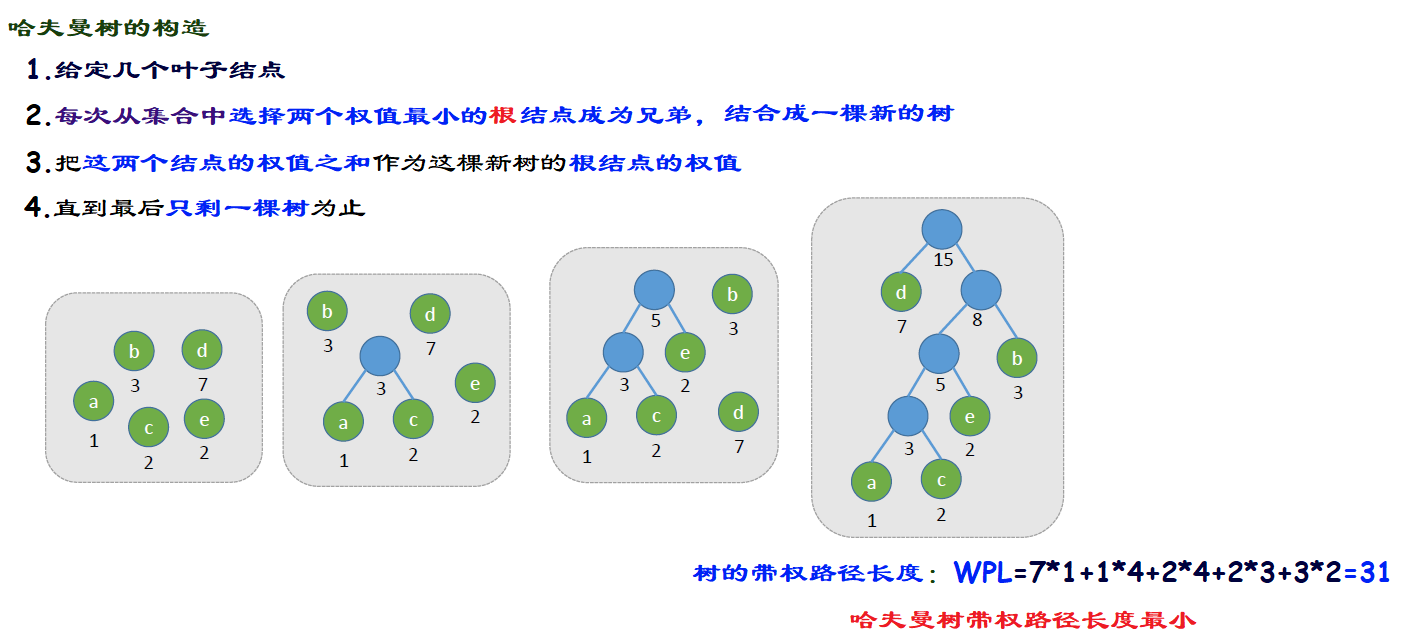 哈夫曼树的构造
1.给定几个叶子结点
2.每次从集合中选择两个权值最小的根结点成为兄弟，结合成一棵新的树
3.把这两个结点的权值之和作为这棵新树的根结点的权值
4.直到最后只剩一棵树为止
b
3
d
7
a
1
c
2
e
2
b
3
d
7
3
e
2
a
1
c
2
5
b
3
3
e
2
a
1
c
2
d
7
15
d
7
8
5
b
3
3
e
2
a
1
c
2
树的带权路径长度：WPL=7*1+1*4+2*4+2*3+3*2=31
哈夫曼树带权路径长度最小